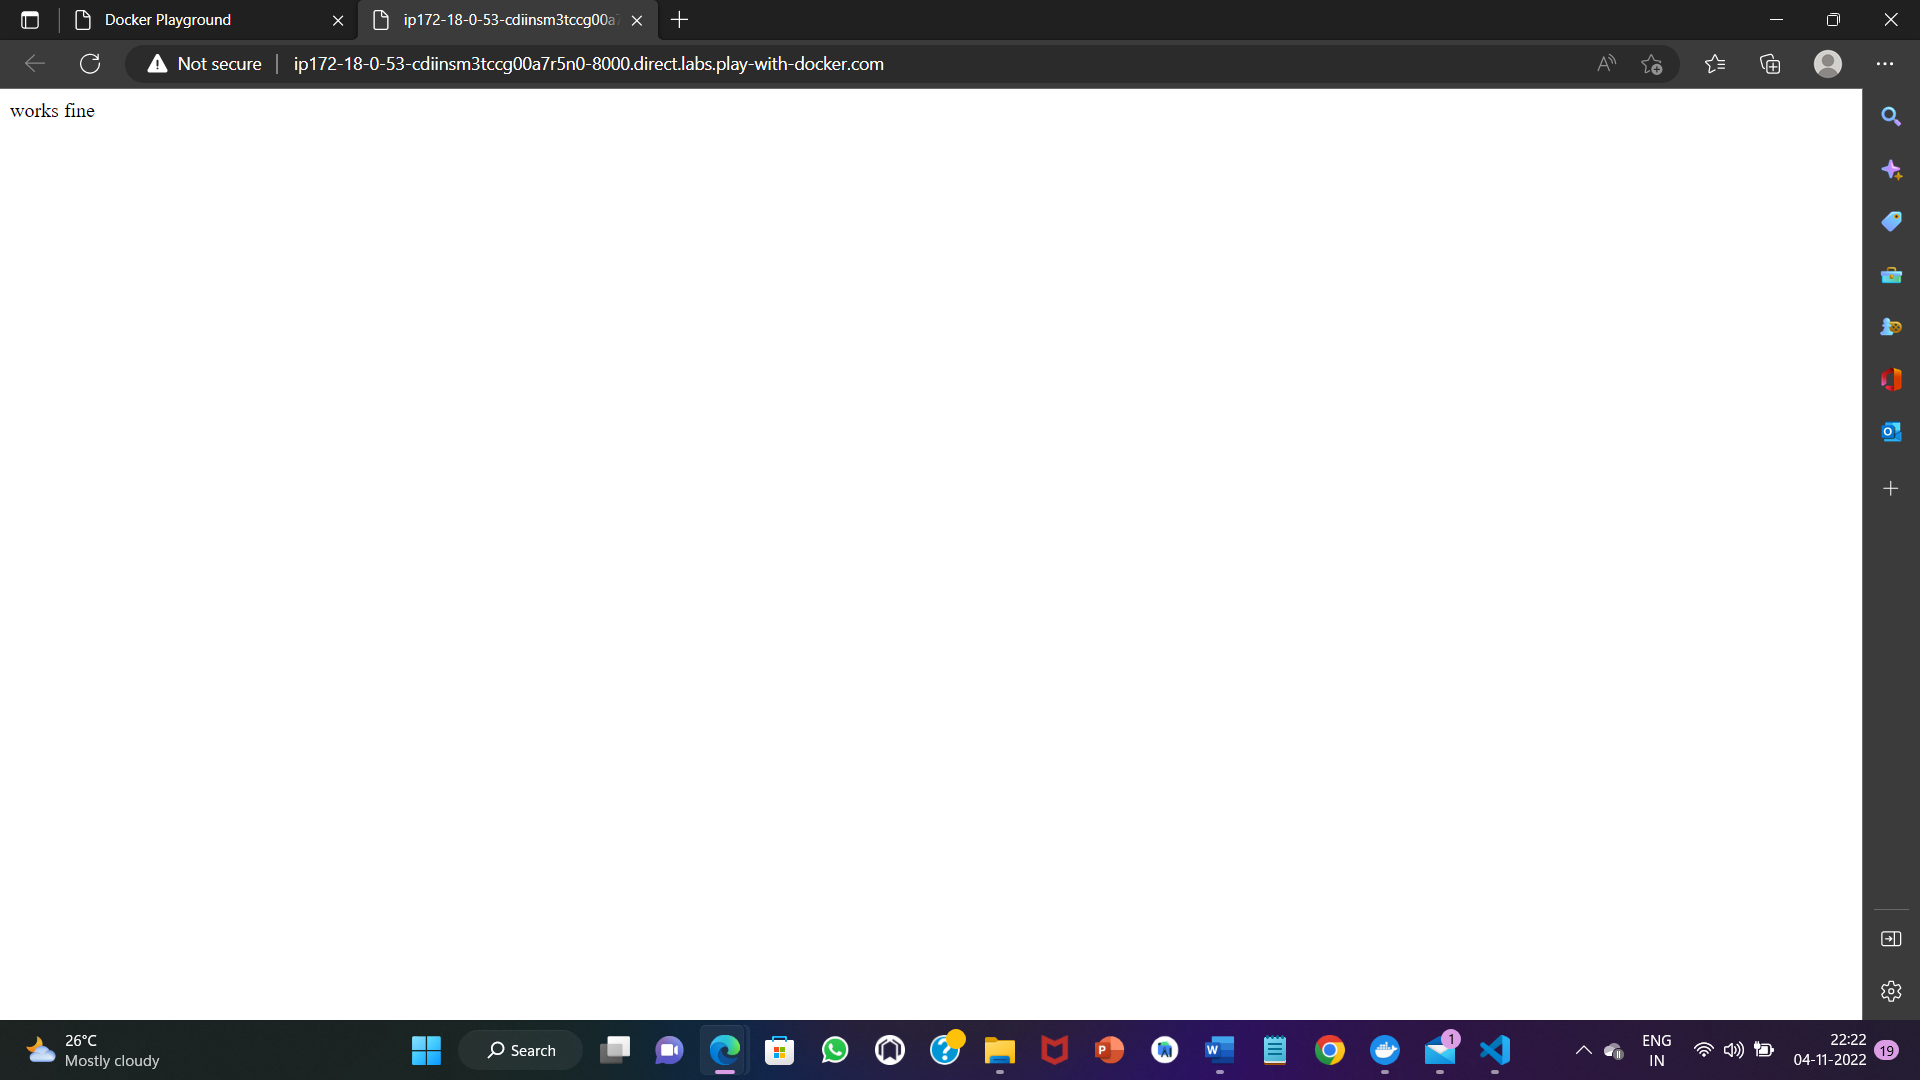 Docker Playground
ip172-18-0-53-cdiinsm3tccg00a7
Not secure
ip172-18-0-53-cdiinsm3tccg00a7r5n0-8000.direct.labs.play-with-docker.com
works fine
26°C
Mostly cloudy
Search
1
ENG
IN
22:22
04-11-2022
19